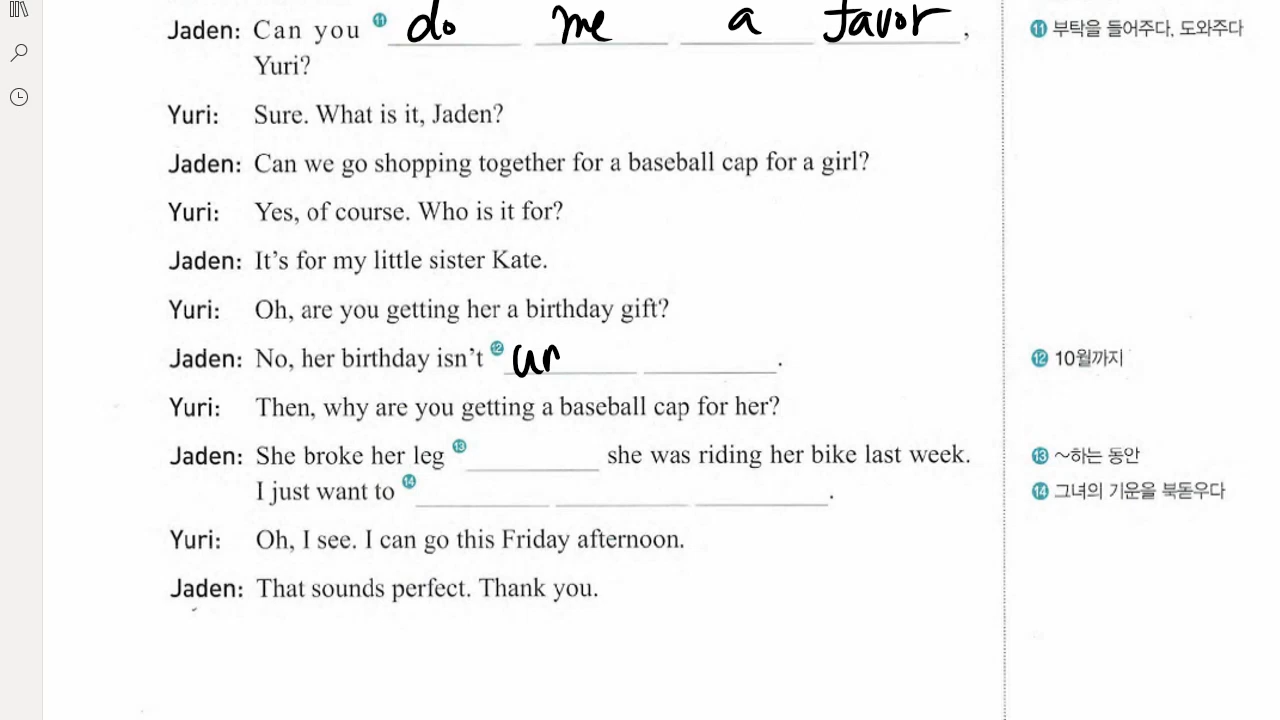 Jaden: Can you ⑪ do me a favor, ⑪ 부탁을 들어주다, 도와주다
Yuri?
Yuri: Sure. What is it, Jaden?
Jaden: Can we go shopping together for a baseball cap for a girl?
Yuri: Yes, of course. Who is it for?
Jaden: It's for my little sister Kate.
Yuri: Oh, are you getting her a birthday gift?
Jaden: No, her birthday isn't ⑫ un . ⑫ 10월까지
Yuri: Then, why are you getting a baseball cap for her?
Jaden: She broke her leg ⑬ she was riding her bike last week. ⑬ ~하는 동안
I just want to ⑭ . ⑭ 그녀의 기운을 북돋우다
Yuri: Oh, I see. I can go this Friday afternoon.
Jaden: That sounds perfect. Thank you.